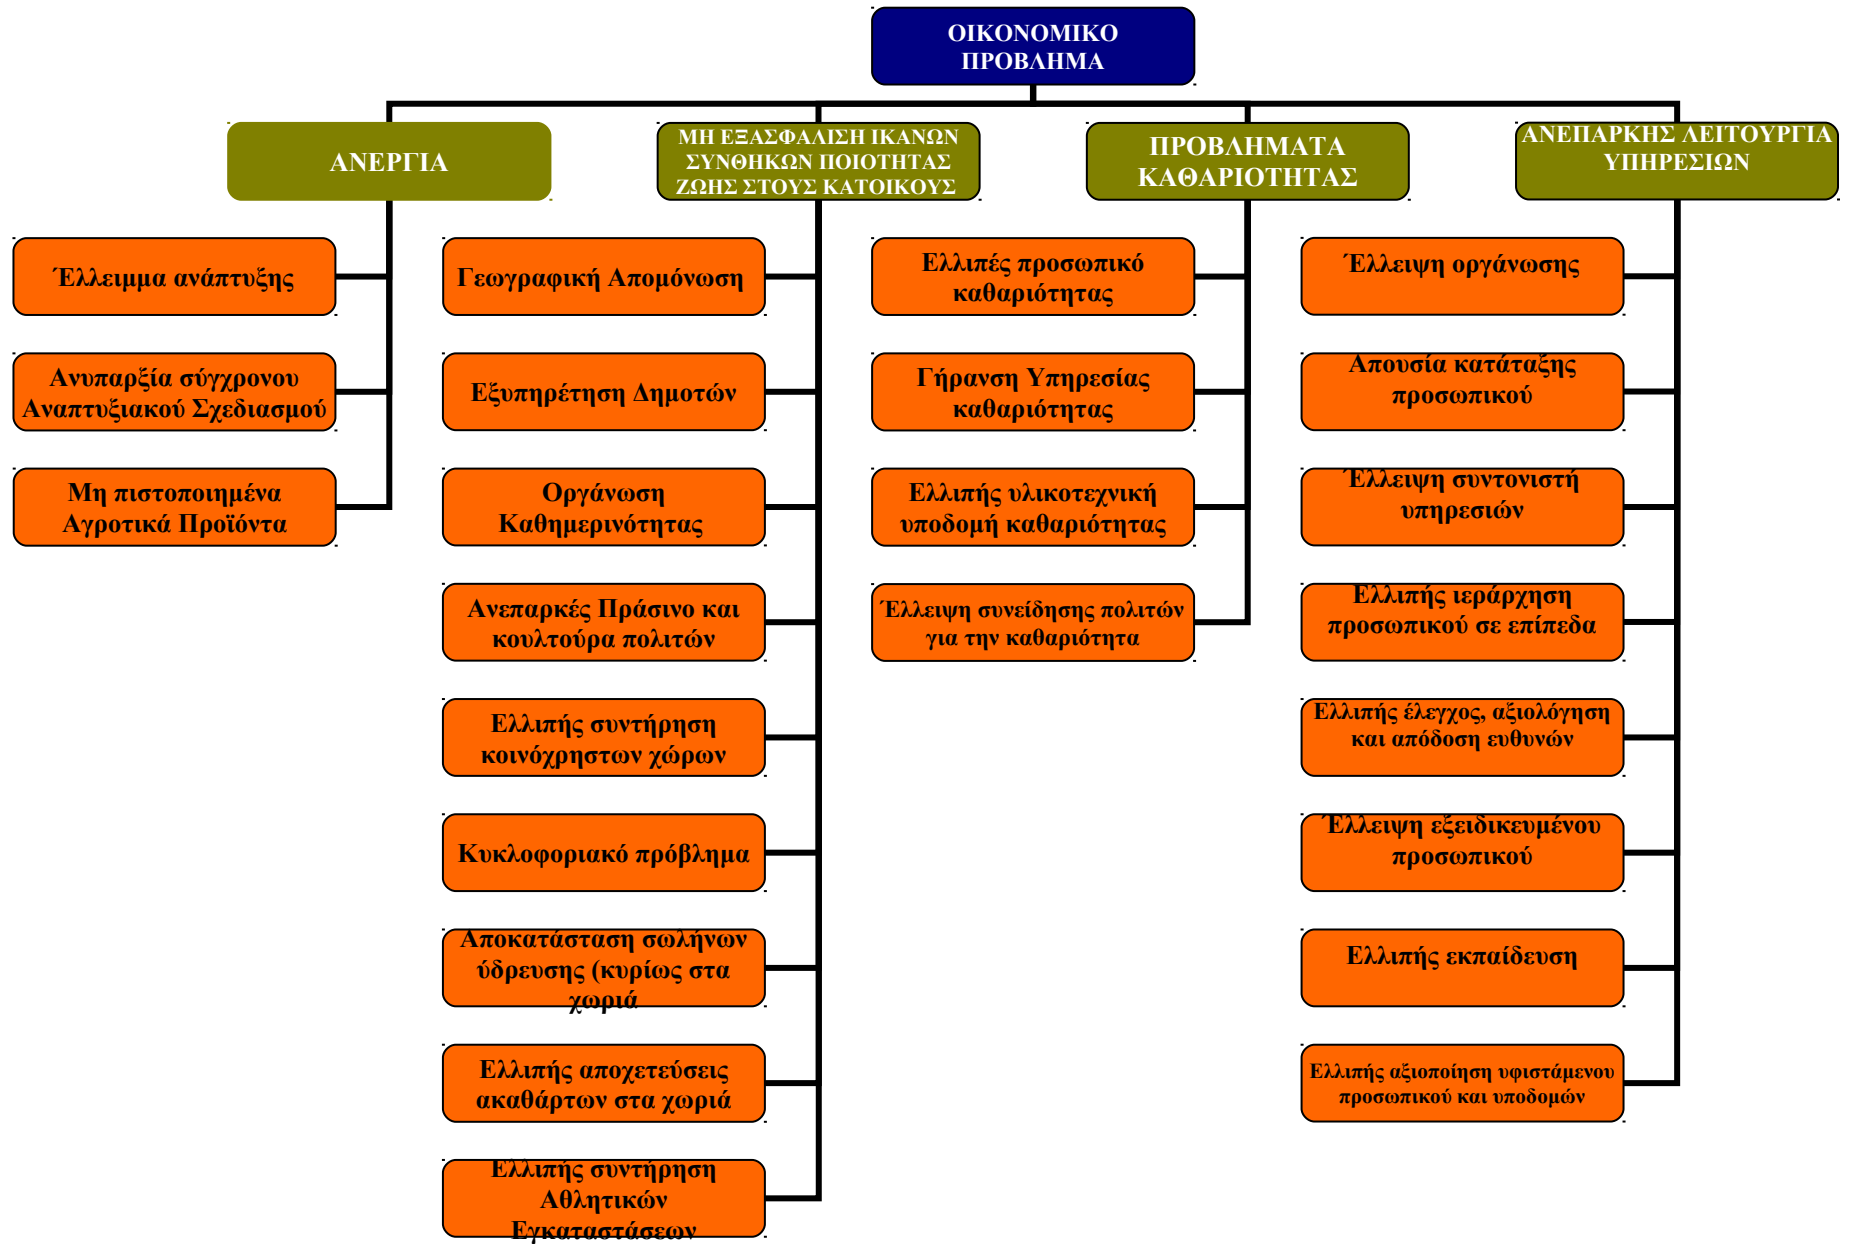 ΟΙΚΟΝΟΜΙΚΟ
ΠΡΟΒΛΗΜΑ
ΑΝΕΡΓΙΑ
Έλλειμμα ανάπτυξης
Ανυπαρξία σύγχρονου
Αναπτυξιακού Σχεδιασμού
Μη πιστοποιημένα
Αγροτικά Προϊόντα
ΜΗ ΕΞΑΣΦΑΛΙΣΗ ΙΚΑΝΩΝ
ΣΥΝΘΗΚΩΝ ΠΟΙΟΤΗΤΑΣ
ΖΩΗΣ ΣΤΟΥΣ ΚΑΤΟΙΚΟΥΣ
Γεωγραφική Απομόνωση
Εξυπηρέτηση Δημοτών
Οργάνωση
Καθημερινότητας
Ανεπαρκές Πράσινο και
κουλτούρα πολιτών
Ελλιπής συντήρηση
κοινόχρηστων χώρων
Κυκλοφοριακό πρόβλημα
Αποκατάσταση σωλήνων
ύδρευσης (κυρίως στα
χωριά
Ελλιπής αποχετεύσεις
ακαθάρτων στα χωριά
Ελλιπής συντήρηση
Αθλητικών
Εγκαταστάσεων
ΠΡΟΒΛΗΜΑΤΑ
ΚΑΘΑΡΙΟΤΗΤΑΣ
Ελλιπές προσωπικό
καθαριότητας
Γήρανση Υπηρεσίας
καθαριότητας
Ελλιπής υλικοτεχνική
υποδομή καθαριότητας
Έλλειψη συνείδησης πολιτών
για την καθαριότητα
ΑΝΕΠΑΡΚΗΣ ΛΕΙΤΟΥΡΓΙΑ
ΥΠΗΡΕΣΙΩΝ
Έλλειψη οργάνωσης
Απουσία κατάταξης
προσωπικού
Έλλειψη συντονιστή
υπηρεσιών
Ελλιπής ιεράρχηση
προσωπικού σε επίπεδα
Ελλιπής έλεγχος, αξιολόγηση
και απόδοση ευθυνών
Έλλειψη εξειδικευμένου
προσωπικού
Ελλιπής εκπαίδευση
Ελλιπής αξιοποίηση υφιστάμενου
προσωπικού και υποδομών